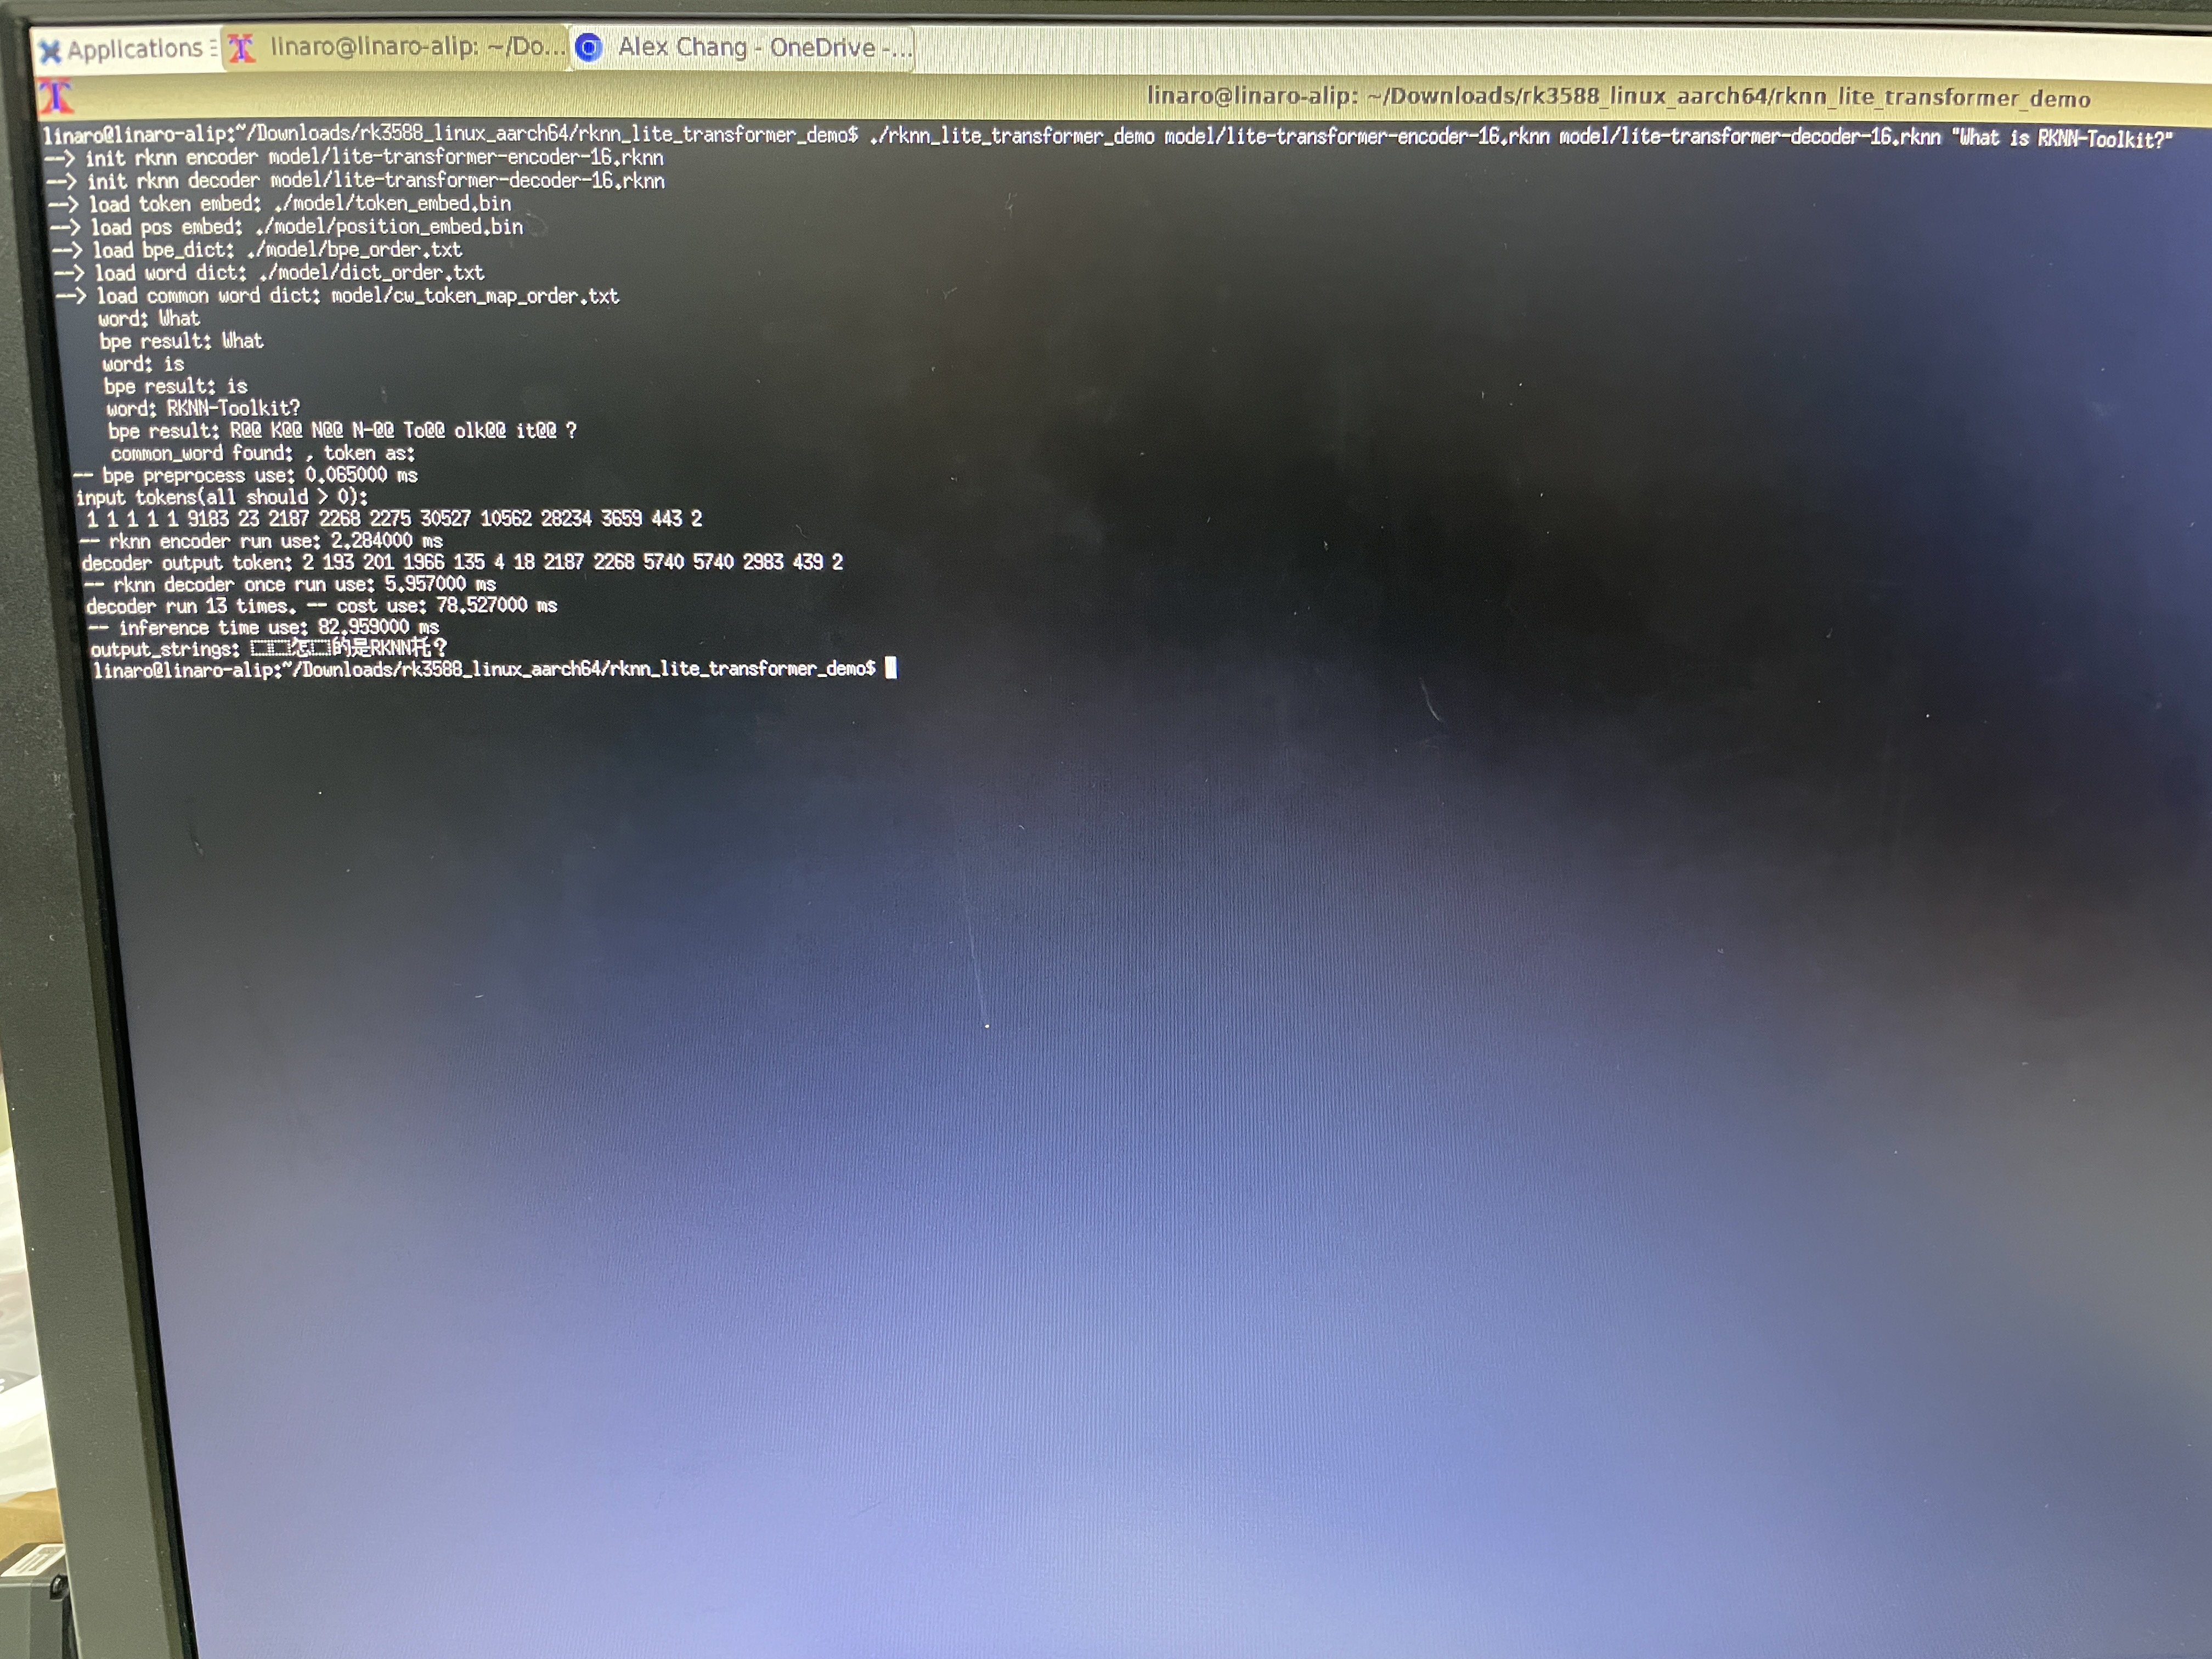 Applications
linaro@linaro-alip: ~/Do...
Alex Chang - OneDrive -...
linaro@linaro-alip: ~/Downloads/rk3588_linux_aarch64/rknn_lite_transformer_demo
linaro@linaro-alip:~/Downloads/rk3588_linux_aarch64/rknn_lite_transformer_demo$ ./rknn_lite_transformer_demo model/lite-transformer-encoder-16.rknn model/lite-transformer-decoder-16.rknn "What is RKNN-Toolkit?"
--> init rknn encoder model/lite-transformer-encoder-16.rknn
--> init rknn decoder model/lite-transformer-decoder-16.rknn
--> load token embed: ./model/token_embed.bin
--> load pos embed: ./model/position_embed.bin
--> load bpe_dict: ./model/bpe_order.txt
--> load word dict: ./model/dict_order.txt
--> load common word dict: model/cw_token_map_order.txt
word: What
bpe result: What
word: is
bpe result: is
word: RKNN-Toolkit?
bpe result: R@@ K@@ N@@ N-@@ To@@ olk@@ it@@ ?
common_word found: , token as:
-- bpe preprocess use: 0.065000 ms
input tokens(all should > 0):
1 1 1 1 1 9183 23 2187 2268 2275 30527 10562 28234 3659 443 2
-- rknn encoder run use: 2.284000 ms
decoder output token: 2 193 201 1966 135 4 18 2187 2268 5740 5740 2983 439 2
-- rknn decoder once run use: 5.957000 ms
decoder run 13 times. -- cost use: 78.527000 ms
-- inference time use: 82.959000 ms
output_strings: 怎的是RKNN托?
linaro@linaro-alip:~/Downloads/rk3588_linux_aarch64/rknn_lite_transformer_demo$